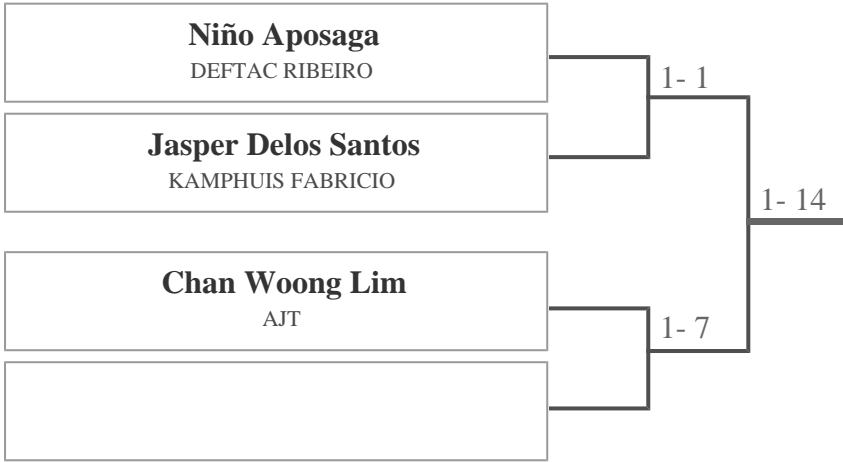 Niño Aposaga
DEFTAC RIBEIRO
1- 1
Jasper Delos Santos
KAMPHUIS FABRICIO
1- 14
Chan Woong Lim
AJT
1- 7